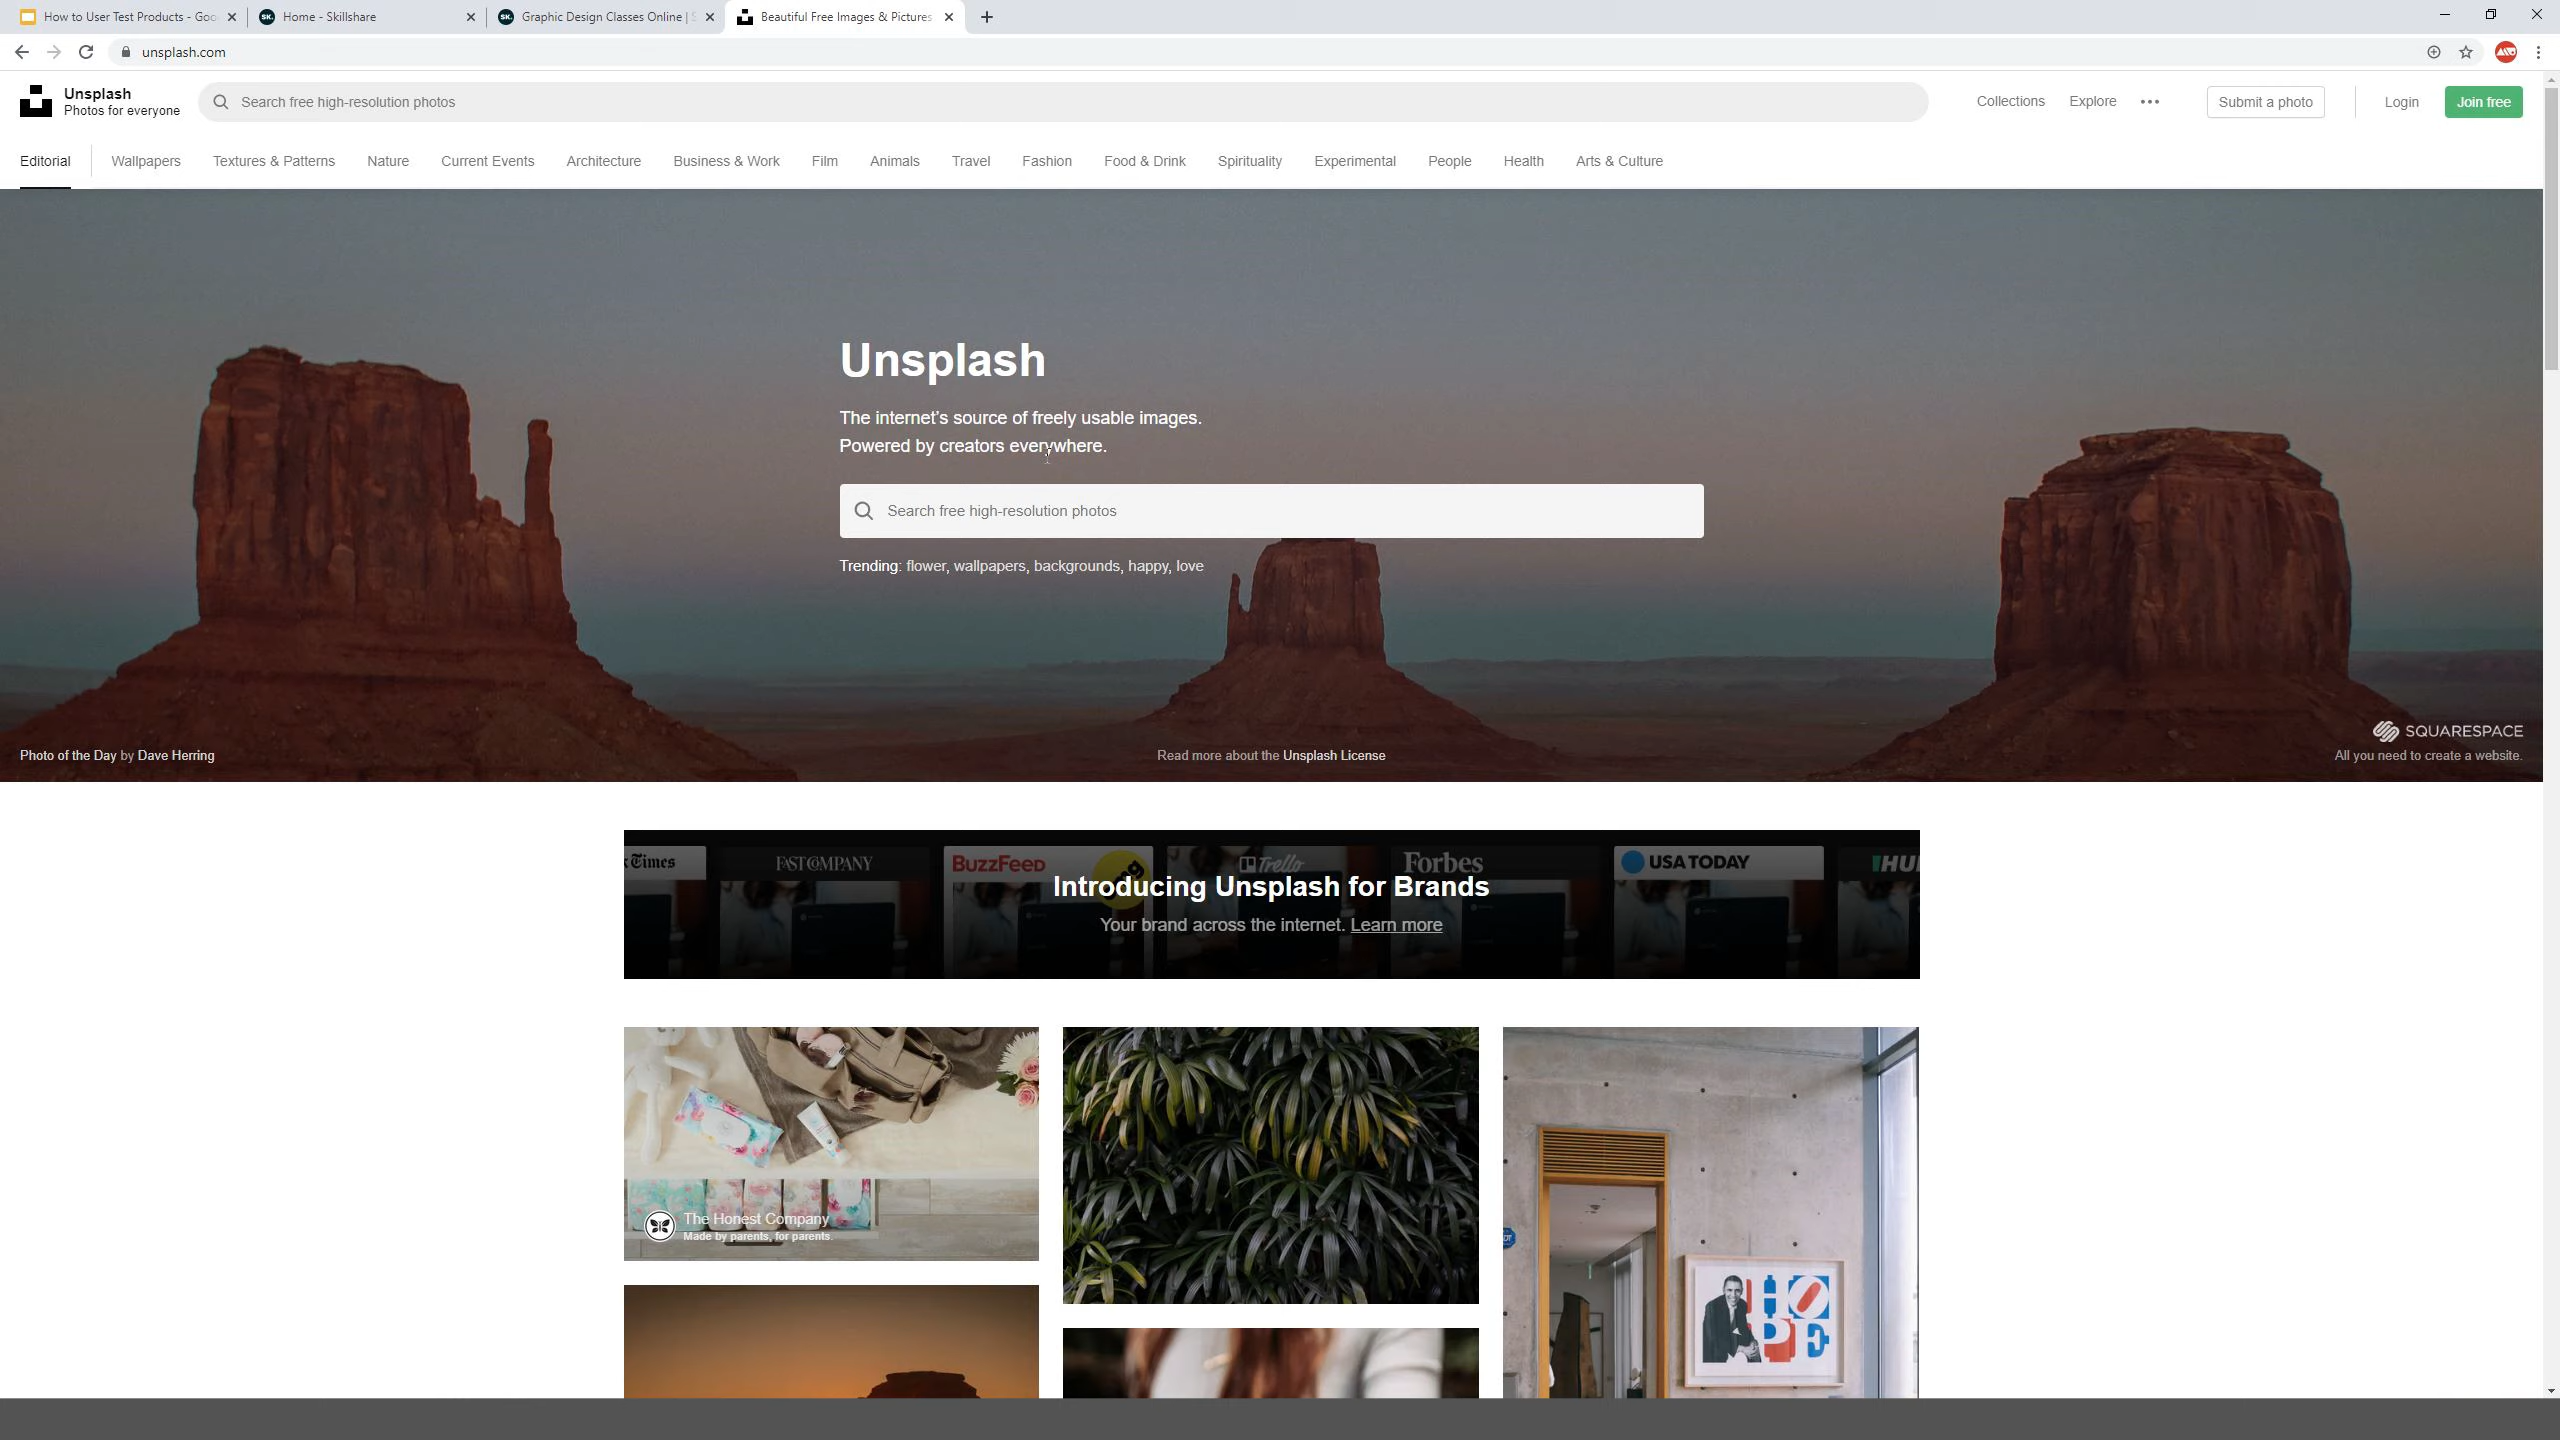 How to User Test Products - Goo
Home - Skillshare
Graphic Design Classes Online | S
Beautiful Free Images & Pictures
unsplash.com
Unsplash
Photos for everyone
Search free high-resolution photos
Collections
Explore
Submit a photo
Login
Join free
Editorial
Wallpapers
Textures & Patterns
Nature
Current Events
Architecture
Business & Work
Film
Animals
Travel
Fashion
Food & Drink
Spirituality
Experimental
People
Health
Arts & Culture
Unsplash
The internet's source of freely usable images.
Powered by creators everywhere.
Search free high-resolution photos
Trending: flower, wallpapers, backgrounds, happy, love
SQUARESPACE
All you need to create a website.
Photo of the Day by Dave Herring
Read more about the Unsplash License
k Times
FAST COMPANY
BuzzFeed
Trello
Forbes
USA TODAY
HU
Introducing Unsplash for Brands
Your brand across the internet. Learn more
The Honest Company
Made by parents, for parents.
HOPE